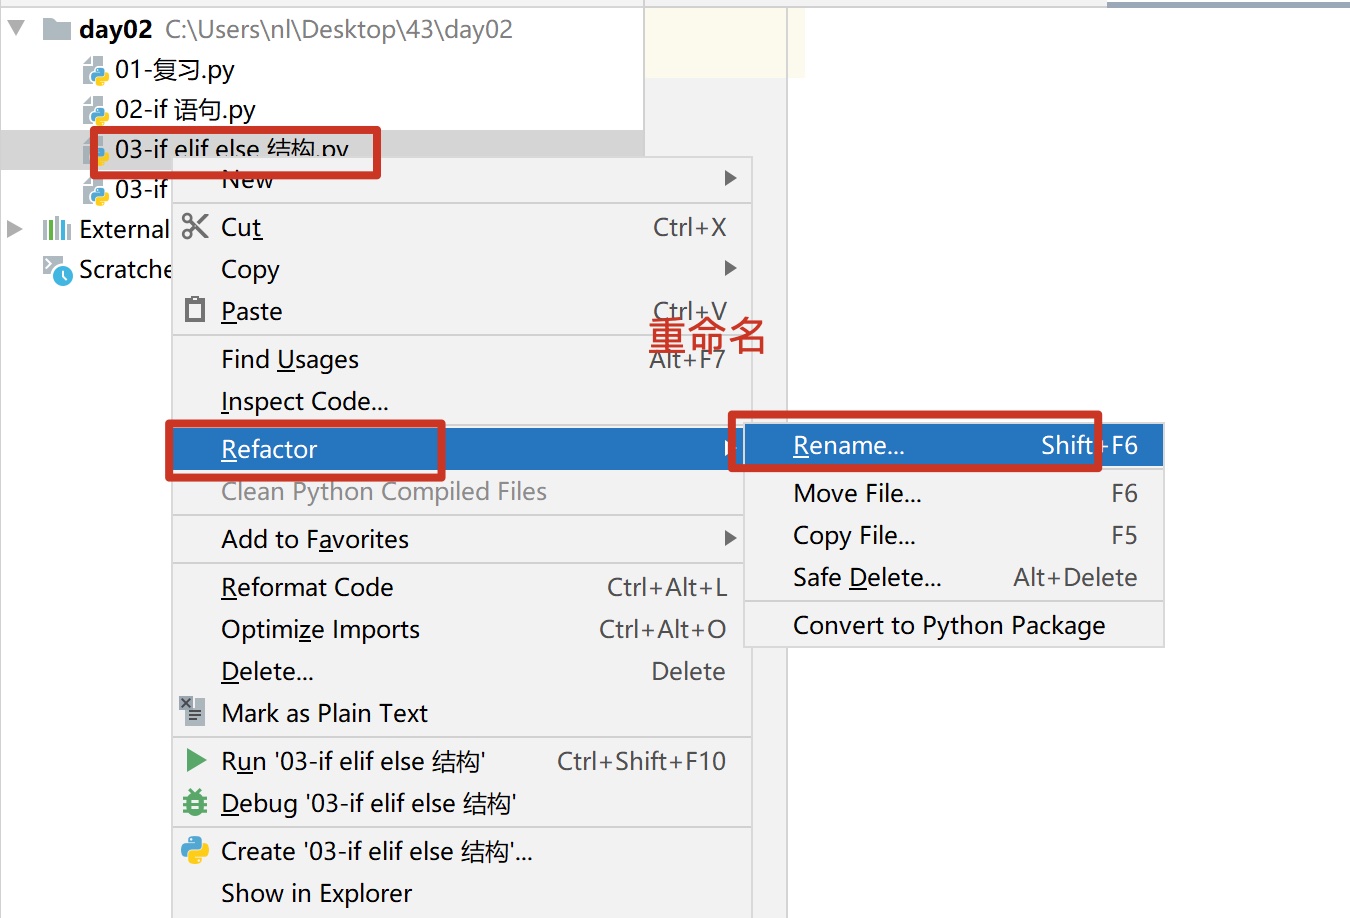 day02 C:\Users\nl\Desktop\43\day02
01-复习.py
02-if 语句.py
03-if elif else 结构.py
New
03-if
External
Cut Ctrl+X
Scratche
Copy
Paste Ctrl+V
重命名
Find Usages Alt+F7
Inspect Code...
Refactor
Rename... Shift+F6
Clean Python Compiled Files
Move File... F6
Add to Favorites
Copy File... F5
Reformat Code Ctrl+Alt+L
Safe Delete... Alt+Delete
Optimize Imports Ctrl+Alt+O
Convert to Python Package
Delete... Delete
Mark as Plain Text
Run '03-if elif else 结构' Ctrl+Shift+F10
Debug '03-if elif else 结构'
Create '03-if elif else 结构'...
Show in Explorer